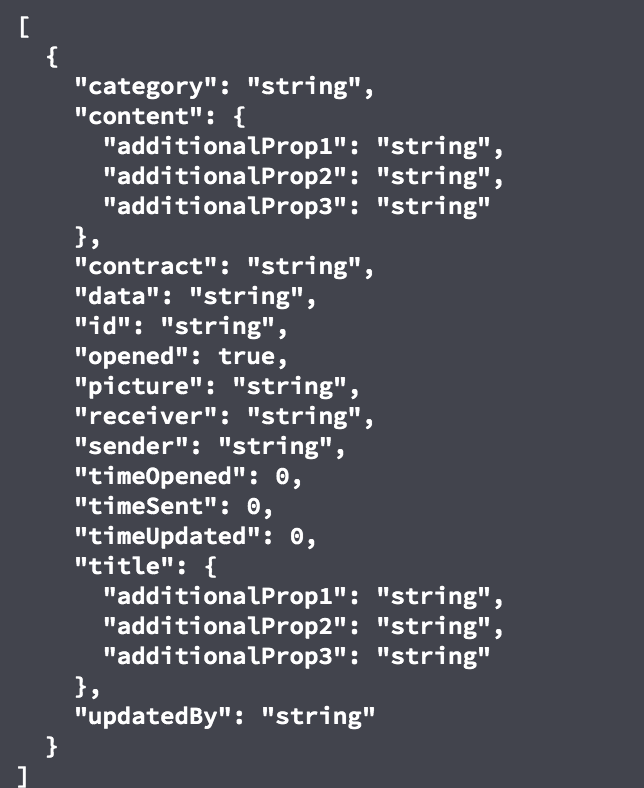 [
  {
    "category": "string",
    "content": {
      "additionalProp1": "string",
      "additionalProp2": "string",
      "additionalProp3": "string"
    },
    "contract": "string",
    "data": "string",
    "id": "string",
    "opened": true,
    "picture": "string",
    "receiver": "string",
    "sender": "string",
    "timeOpened": 0,
    "timeSent": 0,
    "timeUpdated": 0,
    "title": {
      "additionalProp1": "string",
      "additionalProp2": "string",
      "additionalProp3": "string"
    },
    "updatedBy": "string"
  }
]